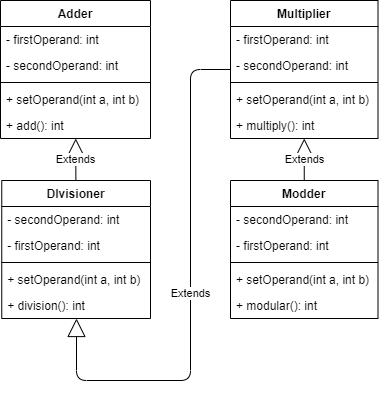 Adder
- firstOperand: int
- secondOperand: int
+ setOperand(int a, int b)
+ add(): int
Extends
DIvisioner
- secondOperand: int
- firstOperand: int
+ setOperand(int a, int b)
+ division(): int
Multiplier
- firstOperand: int
- secondOperand: int
+ setOperand(int a, int b)
+ multiply(): int
Extends
Modder
- secondOperand: int
- firstOperand: int
+ setOperand(int a, int b)
+ modular(): int
Extends